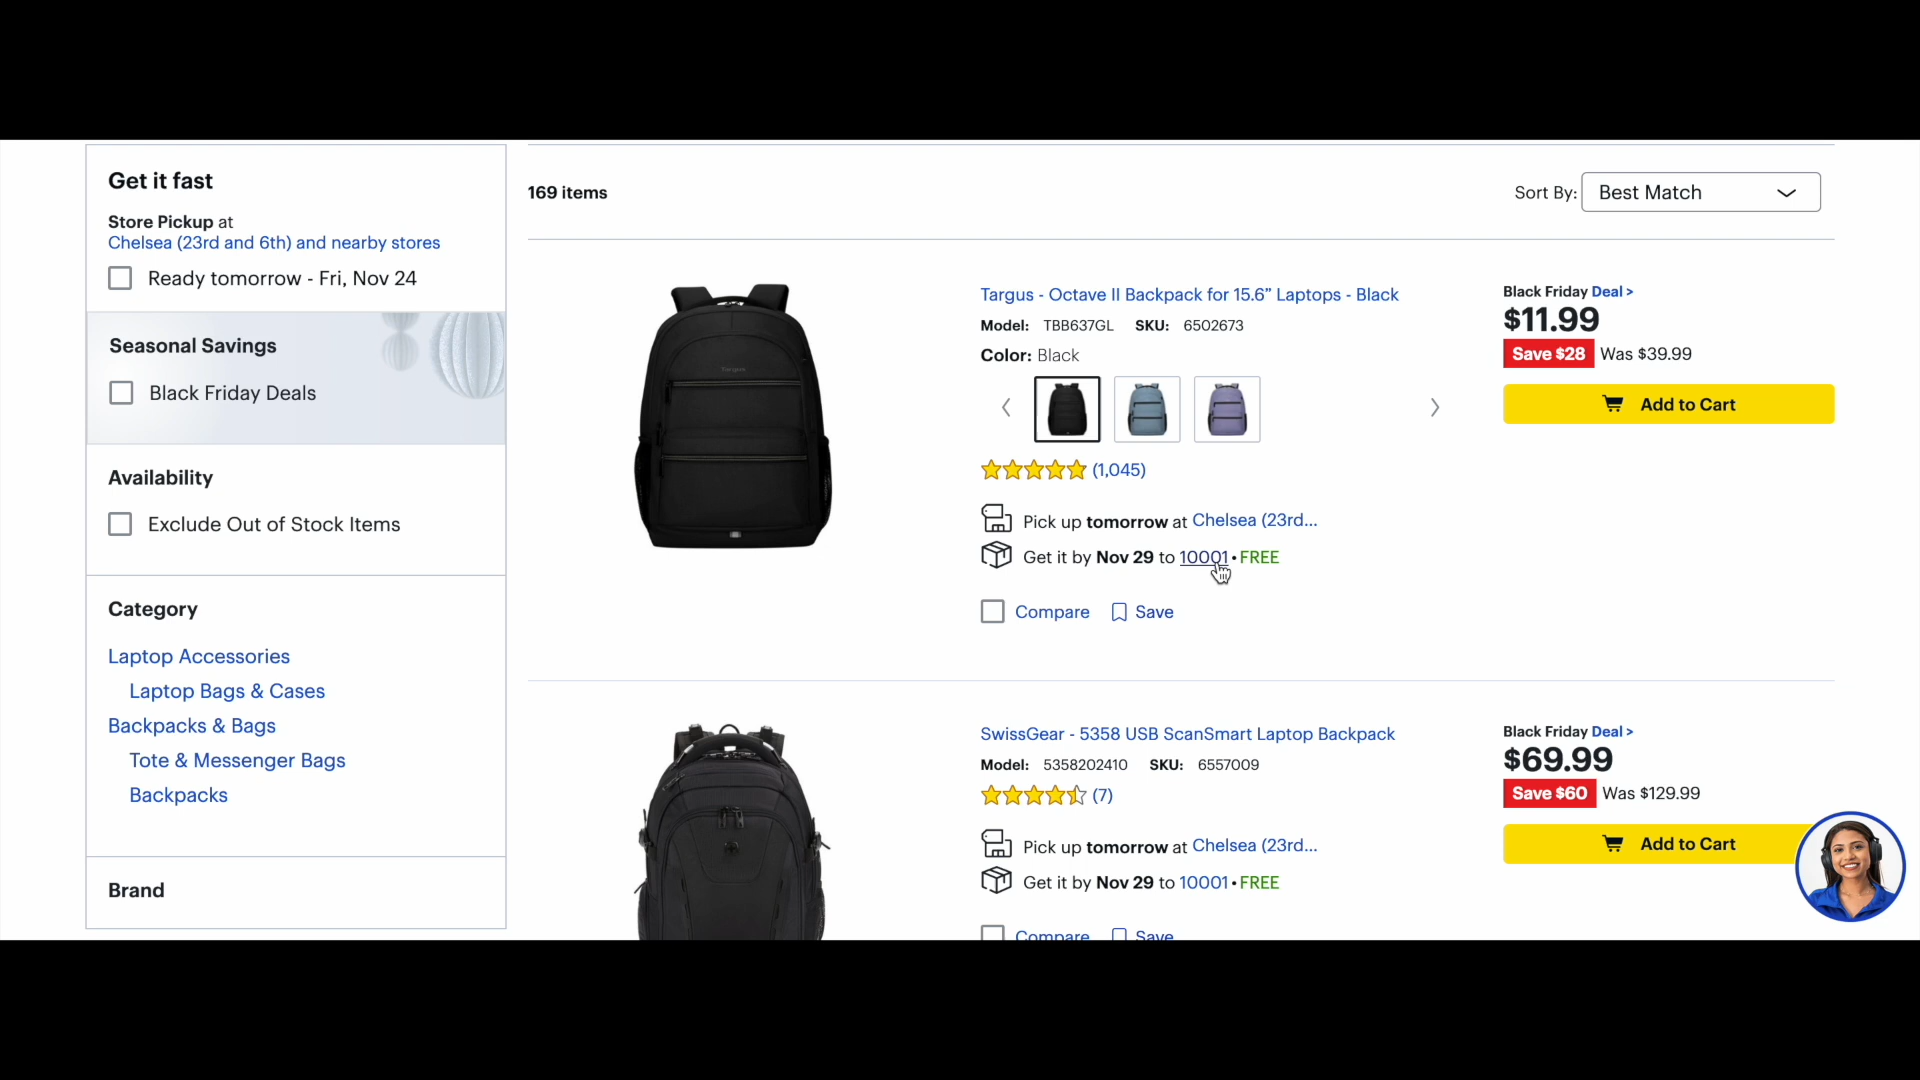 Get it fast
Store Pickup at
Chelsea (23rd and 6th) and nearby stores
Ready tomorrow - Fri, Nov 24
Seasonal Savings
Black Friday Deals
Availability
Exclude Out of Stock Items
Category
Laptop Accessories
Laptop Bags & Cases
Backpacks & Bags
Tote & Messenger Bags
Backpacks
Brand
169 items
Sort By: Best Match
Targus
Targus - Octave II Backpack for 15.6” Laptops - Black
Model: TBB637GL SKU: 6502673
Color: Black
(1,045)
Pick up tomorrow at Chelsea (23rd...
Get it by Nov 29 to 10001 • FREE
Compare Save
Black Friday Deal >
$11.99
Save $28 Was $39.99
Add to Cart
SwissGear - 5358 USB ScanSmart Laptop Backpack
Model: 5358202410 SKU: 6557009
(7)
Pick up tomorrow at Chelsea (23rd...
Get it by Nov 29 to 10001 • FREE
Compare Save
Black Friday Deal >
$69.99
Save $60 Was $129.99
Add to Cart